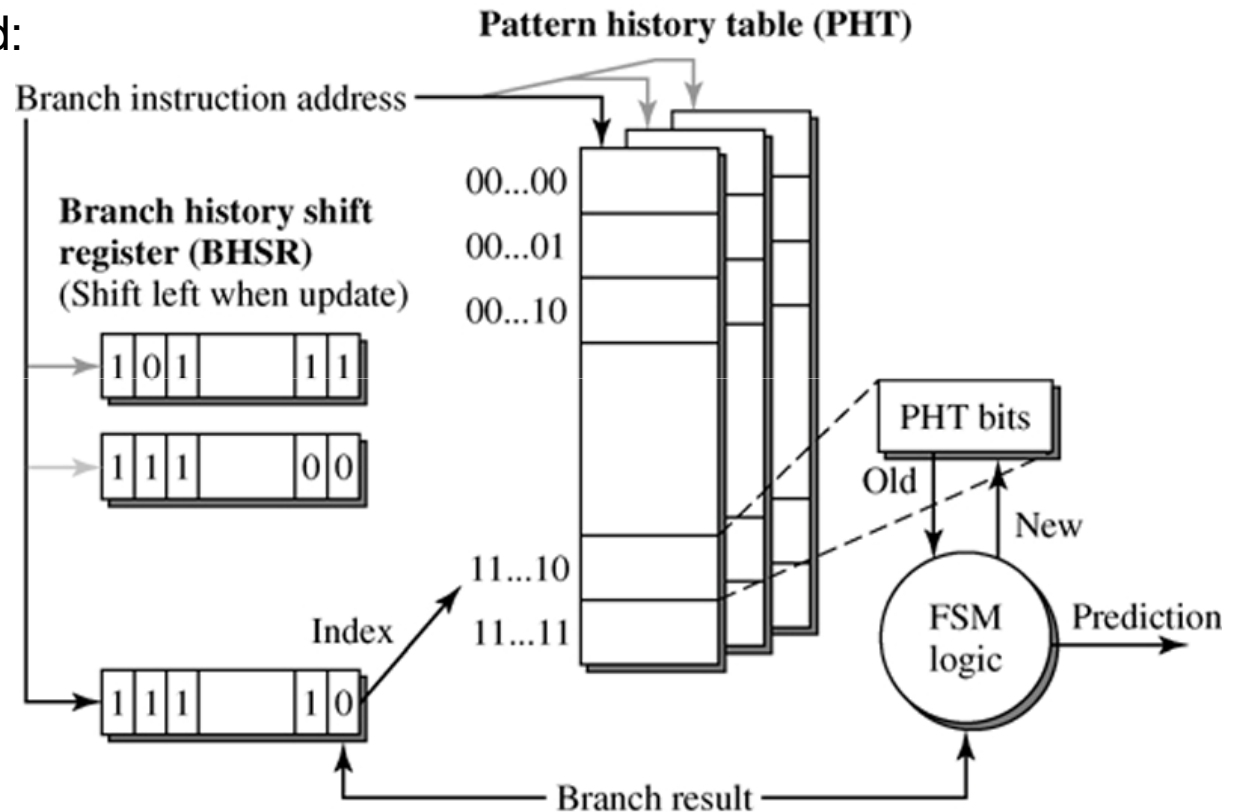 d:
Pattern history table (PHT)
Branch instruction address
Branch history shift
register (BHSR)
(Shift left when update)
00...00
00...01
00...10
1 0 1 1 1
1 1 1 0 0
PHT bits
Old
New
11...10
11...11
Index
FSM
logic
Prediction
1 1 1 1 0
Branch result